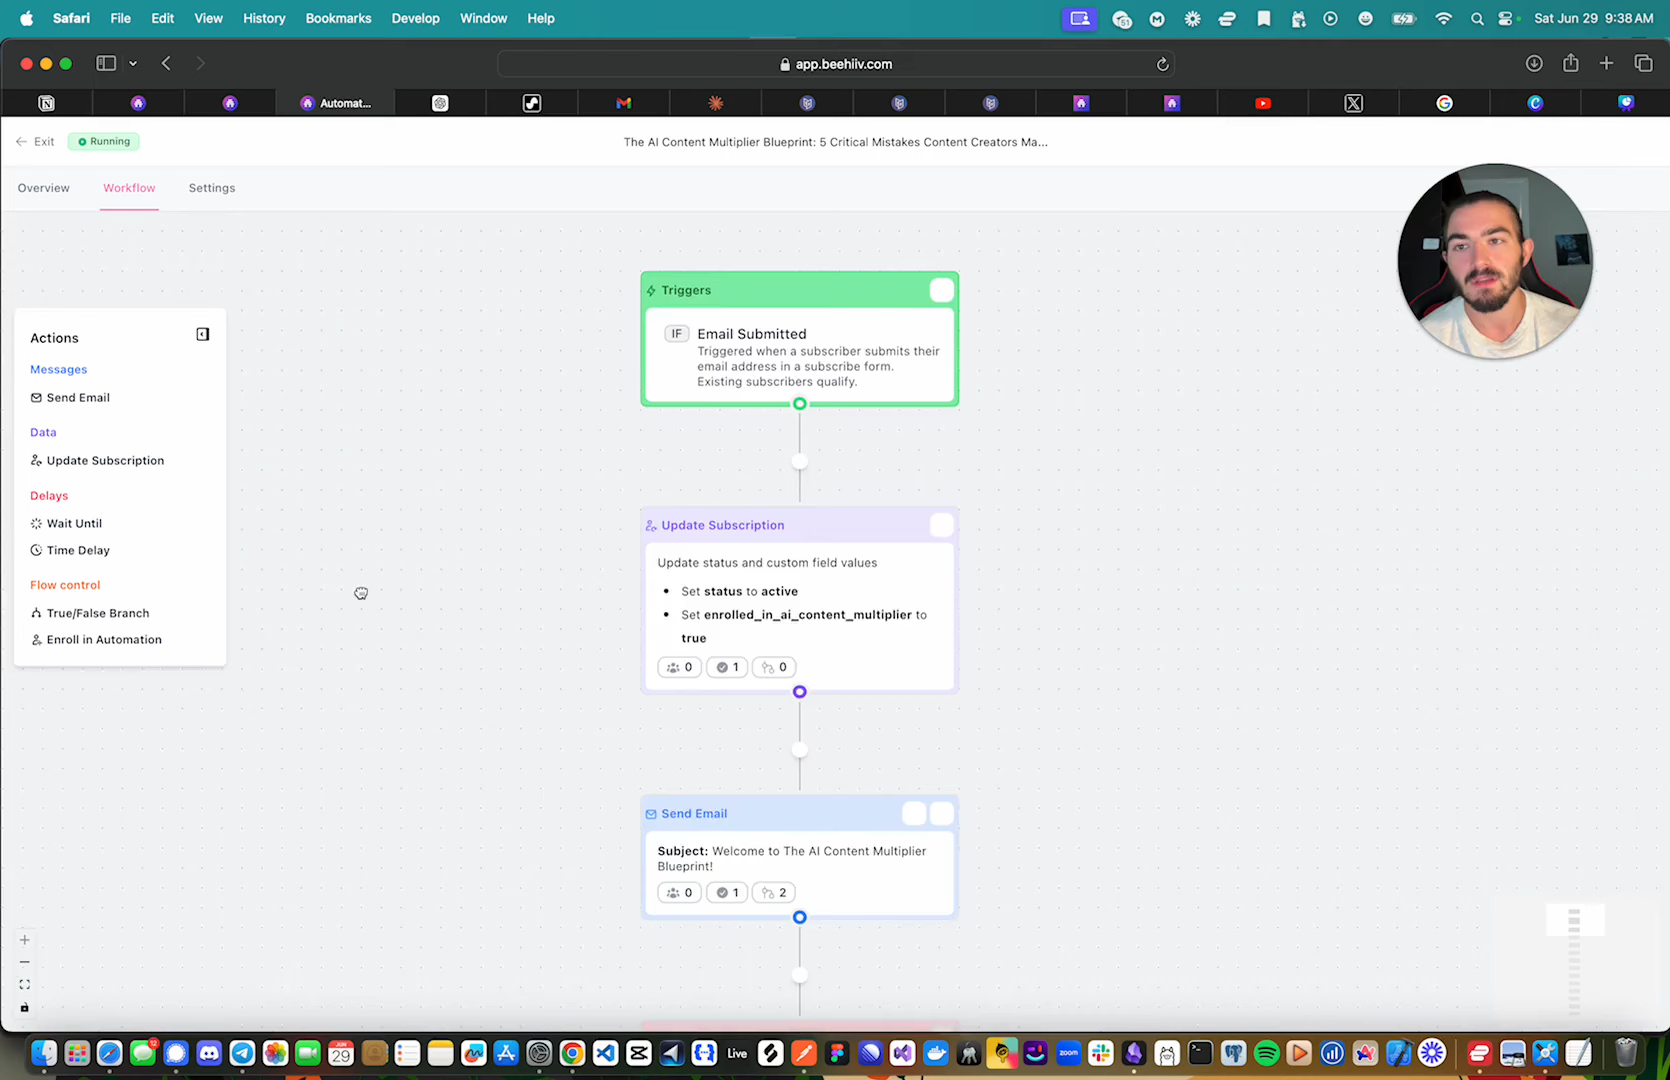 Safari File Edit View History Bookmarks Develop Window Help
Sat Jun 29 9:38 AM
app.beehiiv.com
Automat...
Exit
Running
The AI Content Multiplier Blueprint: 5 Critical Mistakes Content Creators Ma...
Overview Workflow Settings
Actions
Messages
Send Email
Data
Update Subscription
Delays
Wait Until
Time Delay
Flow control
True/False Branch
Enroll in Automation
Triggers
IF Email Submitted
Triggered when a subscriber submits their
email address in a subscribe form.
Existing subscribers qualify.
Update Subscription
Update status and custom field values
• Set status to active
• Set enrolled_in_ai_content_multiplier to
true
0 1 0
Send Email
Subject: Welcome to The AI Content Multiplier
Blueprint!
0 1 2
JUN
29
Live
zoom